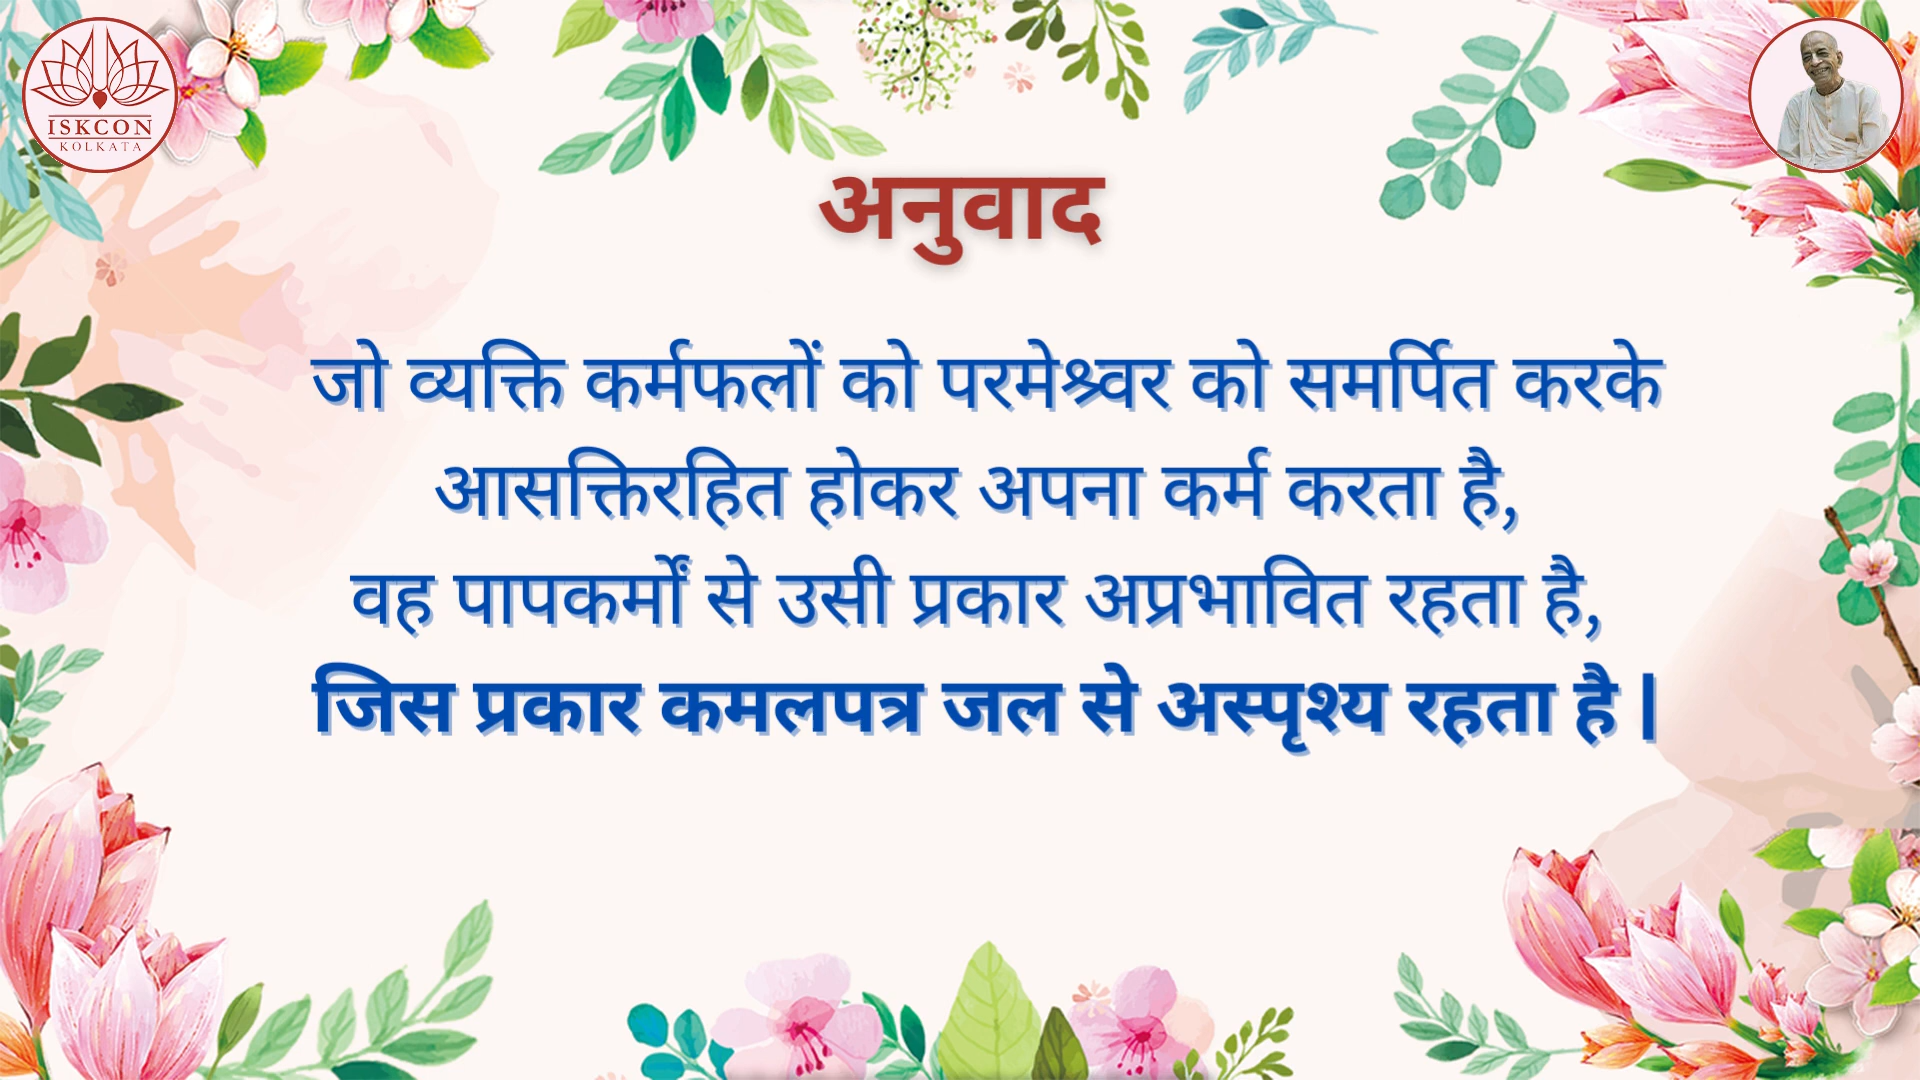 ISKCON
KOLKATA
अनुवाद
जो व्यक्ति कर्मफलों को परमेश्र्वर को समर्पित करके
आसक्तिरहित होकर अपना कर्म करता है,
वह पापकर्मों से उसी प्रकार अप्रभावित रहता है,
जिस प्रकार कमलपत्र जल से अस्पृश्य रहता है |